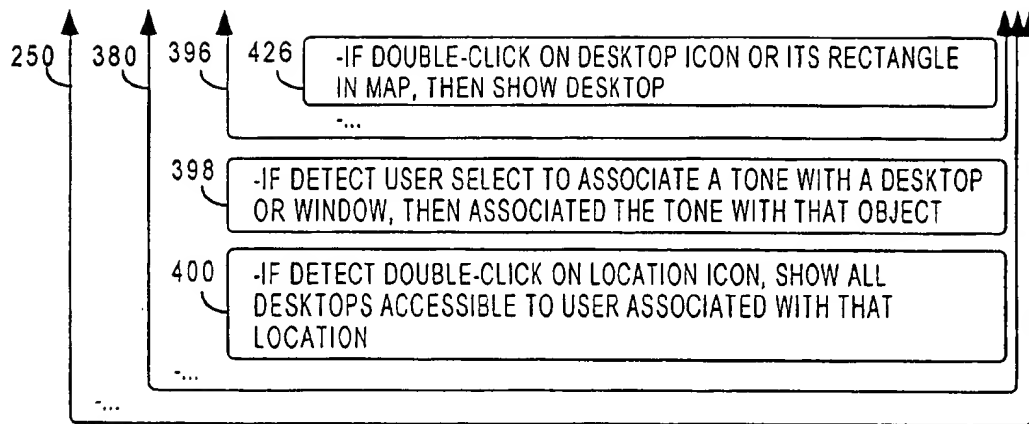 250 380 396 426 -IF DOUBLE-CLICK ON DESKTOP ICON OR ITS RECTANGLE
IN MAP, THEN SHOW DESKTOP
-...
398 -IF DETECT USER SELECT TO ASSOCIATE A TONE WITH A DESKTOP
OR WINDOW, THEN ASSOCIATED THE TONE WITH THAT OBJECT
400 -IF DETECT DOUBLE-CLICK ON LOCATION ICON, SHOW ALL
DESKTOPS ACCESSIBLE TO USER ASSOCIATED WITH THAT
LOCATION
-...
-...